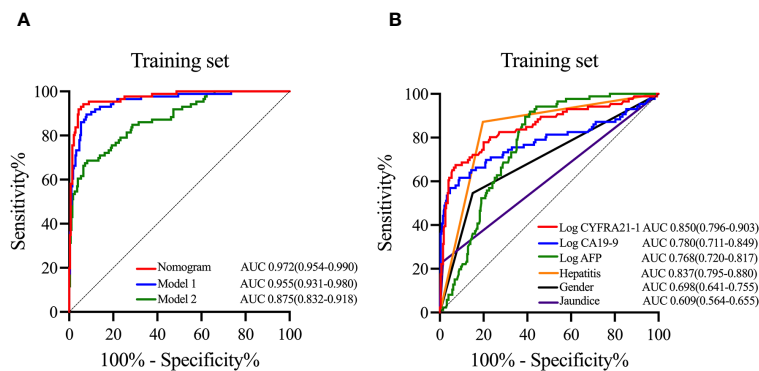 A
Training set
100
80
60
40
20
0
Sensitivity%
0 20 40 60 80 100
100% - Specificity%
Nomogram AUC 0.972(0.954-0.990)
Model 1 AUC 0.955(0.931-0.980)
Model 2 AUC 0.875(0.832-0.918)
B
Training set
100
80
60
40
20
0
Sensitivity%
0 20 40 60 80 100
100% - Specificity%
Log CYFRA21-1 AUC 0.850(0.796-0.903)
Log CA19-9 AUC 0.780(0.711-0.849)
Log AFP AUC 0.768(0.720-0.817)
Hepatitis AUC 0.837(0.795-0.880)
Gender AUC 0.698(0.641-0.755)
Jaundice AUC 0.609(0.564-0.655)